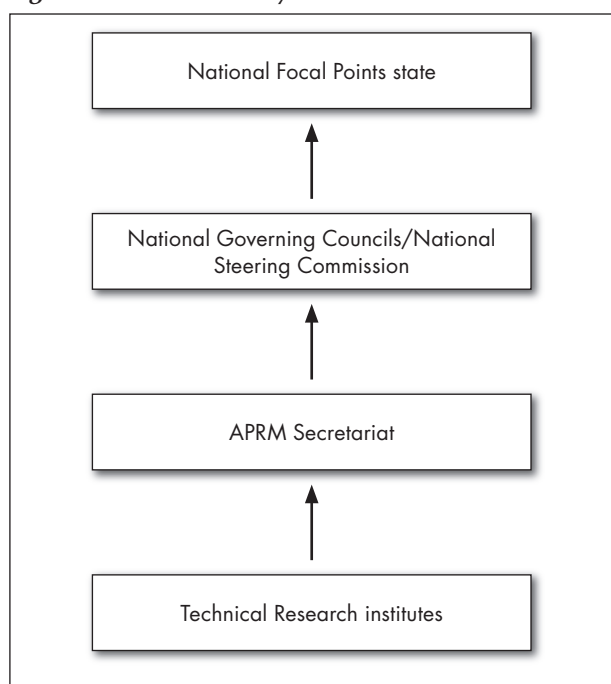 National Focal Points state
National Governing Councils/National
Steering Commission
APRM Secretariat
Technical Research institutes